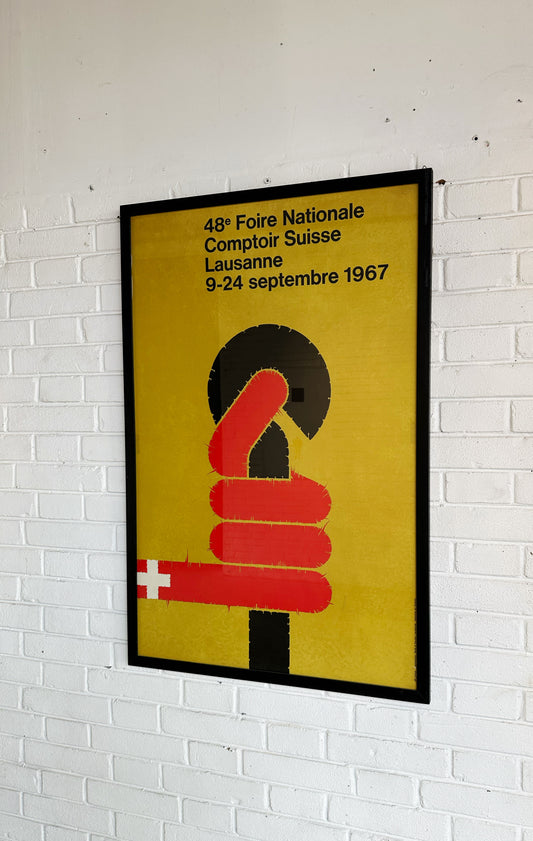 48e Foire Nationale
Comptoir Suisse
Lausanne
9-24 septembre 1967